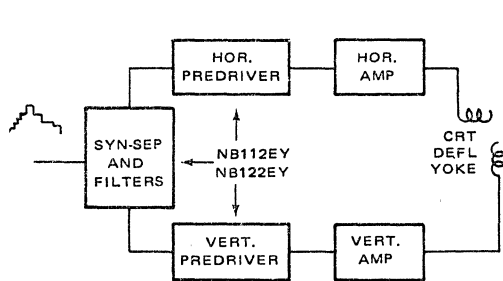 HOR.
PREDRIVER
HOR.
AMP
SYN-SEP
AND
FILTERS
NB112EY
NB122EY
CRT
DEFL
YOKE
VERT.
PREDRIVER
VERT.
AMP